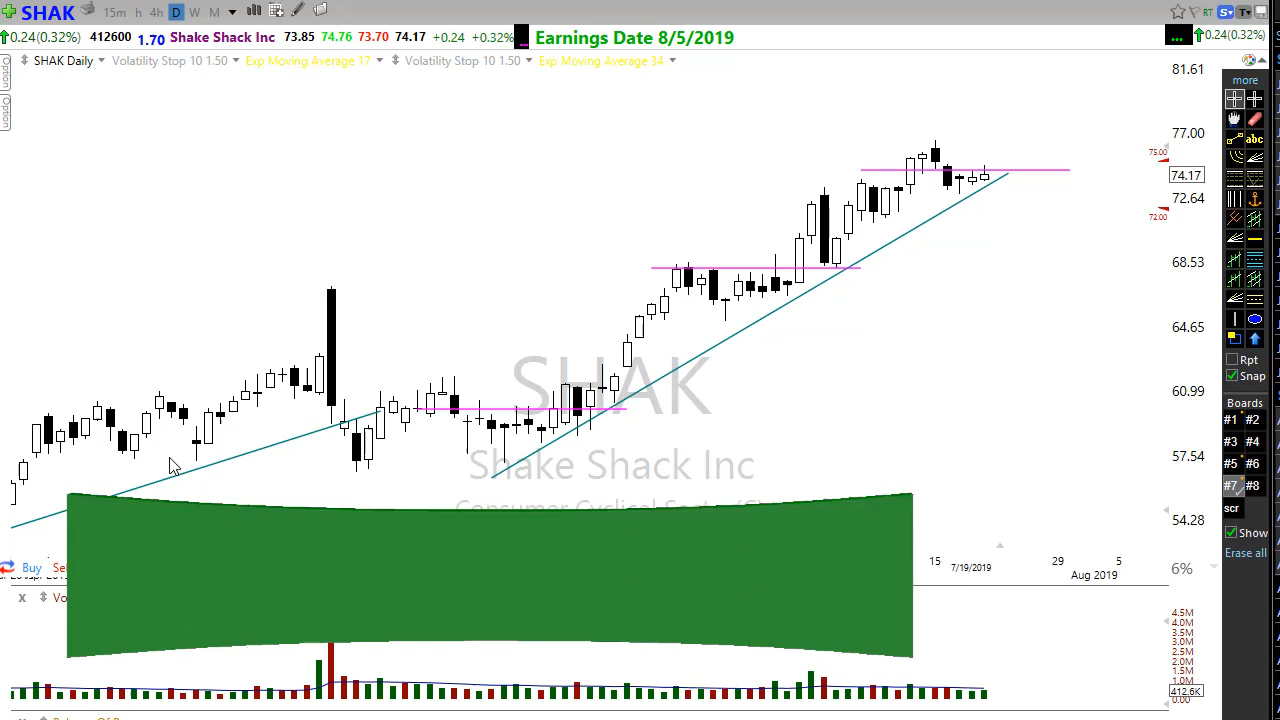 SHAK 15m h 4h D W M RT S T
0.24(0.32%) 412600 1.70 Shake Shack Inc 73.85 74.76 73.70 74.17 +0.24 +0.32% ... Earnings Date 8/5/2019 ... 0.24(0.32%)
SHAK Daily Volatility Stop 10 1.50 Exp Moving Average 17 Volatility Stop 10 1.50 Exp Moving Average 34
Option
Option
81.61
77.00
75.00
74.17
72.64
72.00
68.53
64.65
60.99
57.54
54.28
6%
SHAK
Shake Shack Inc
15 7/19/2019 29 5
Aug 2019
Buy
X Vo
4.5M
4.0M
3.5M
3.0M
2.5M
2.0M
1.5M
1.0M
412.6K
0.00
more
abc
Rpt
Snap
Boards
#1 #2
#3 #4
#5 #6
#7 #8
scr
Show
Erase all